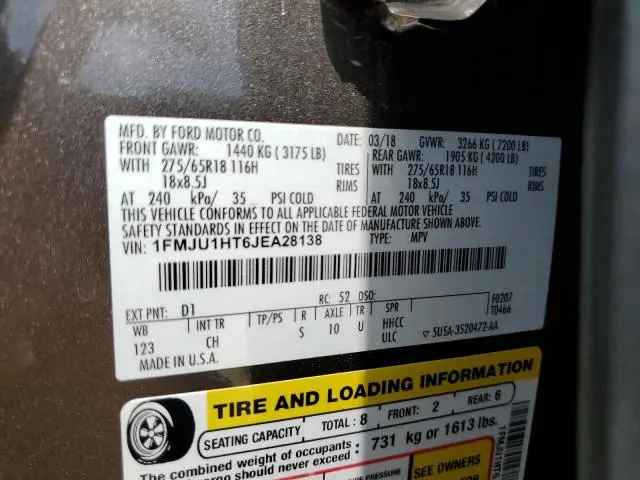 MFD. BY FORD MOTOR CO.
DATE: 03/18 GVWR: 3266 KG ( 7200 LB)
FRONT GAWR: 1440 KG ( 3175 LB) REAR GAWR: 1905 KG ( 4200 LB)
WITH 275/65R18 116H TIRES WITH 275/65R18 116H TIRES
18x8.5J RIMS 18x8.5J RIMS
AT 240 kPa/ 35 PSI COLD AT 240 kPa/ 35 PSI COLD
THIS VEHICLE CONFORMS TO ALL APPLICABLE FEDERAL MOTOR VEHICLE
SAFETY STANDARDS IN EFFECT ON THE DATE OF MANUFACTURE SHOWN ABOVE.
VIN: 1FMJU1HT6JEA28138 TYPE: MPV
EXT PNT: D1 RC: 52 DSO: F0207
T0466
WB INT TR TP/PS R AXLE TR SPR
123 CH S 10 U HHCC
ULC ▽ 5U5A-3520472-AA
MADE IN U.S.A.
TIRE AND LOADING INFORMATION
SEATING CAPACITY TOTAL: 8 FRONT: 2 REAR: 6
The combined weight of occupants
should never exceed: 731 kg or 1613 lbs.
PRESSURE SEE OWNERS
1FMJU1HT6